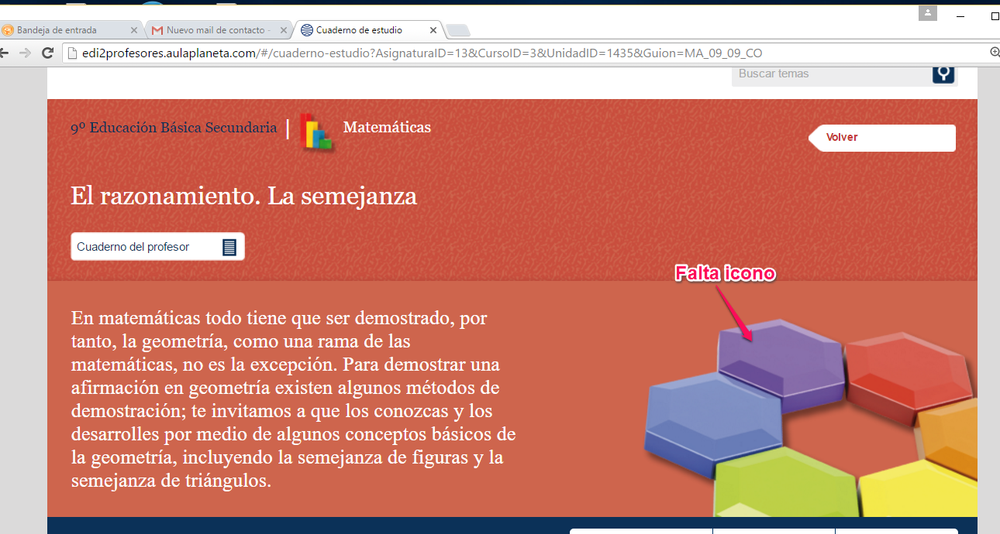 Bandeja de entrada
Nuevo mail de contacto -
Cuaderno de estudio
edi2profesores.aulaplaneta.com/#/cuaderno-estudio?AsignaturaID=13&CursoID=3&UnidadID=1435&Guion=MA_09_09_CO
Buscar temas
9º Educación Básica Secundaria | Matemáticas
Volver
El razonamiento. La semejanza
Cuaderno del profesor
Falta icono
En matemáticas todo tiene que ser demostrado, por
tanto, la geometría, como una rama de las
matemáticas, no es la excepción. Para demostrar una
afirmación en geometría existen algunos métodos de
demostración; te invitamos a que los conozcas y los
desarrolles por medio de algunos conceptos básicos de
la geometría, incluyendo la semejanza de figuras y la
semejanza de triángulos.